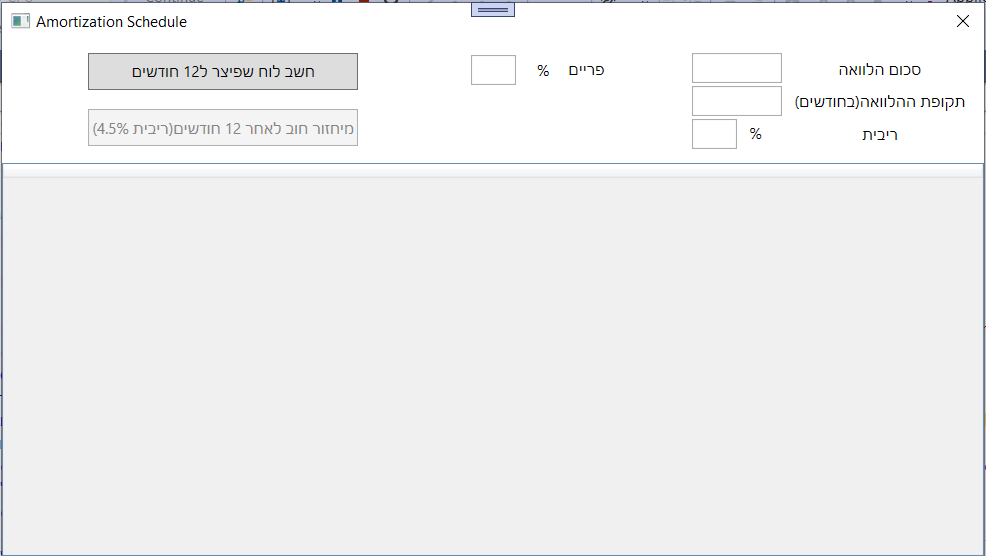 Amortization Schedule
סכום הלוואה
פריים %
חשב לוח שפיצר ל12 חודשים
תקופת ההלוואה(בחודשים)
מיחזור חוב לאחר 12 חודשים(ריבית 4.5%)
ריבית %